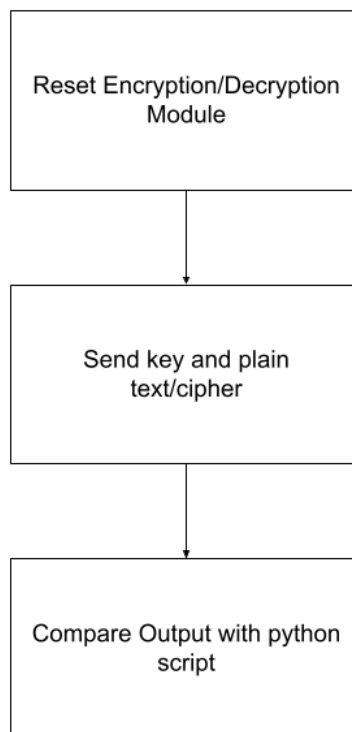 Reset Encryption/Decryption
Module
Send key and plain
text/cipher
Compare Output with python
script